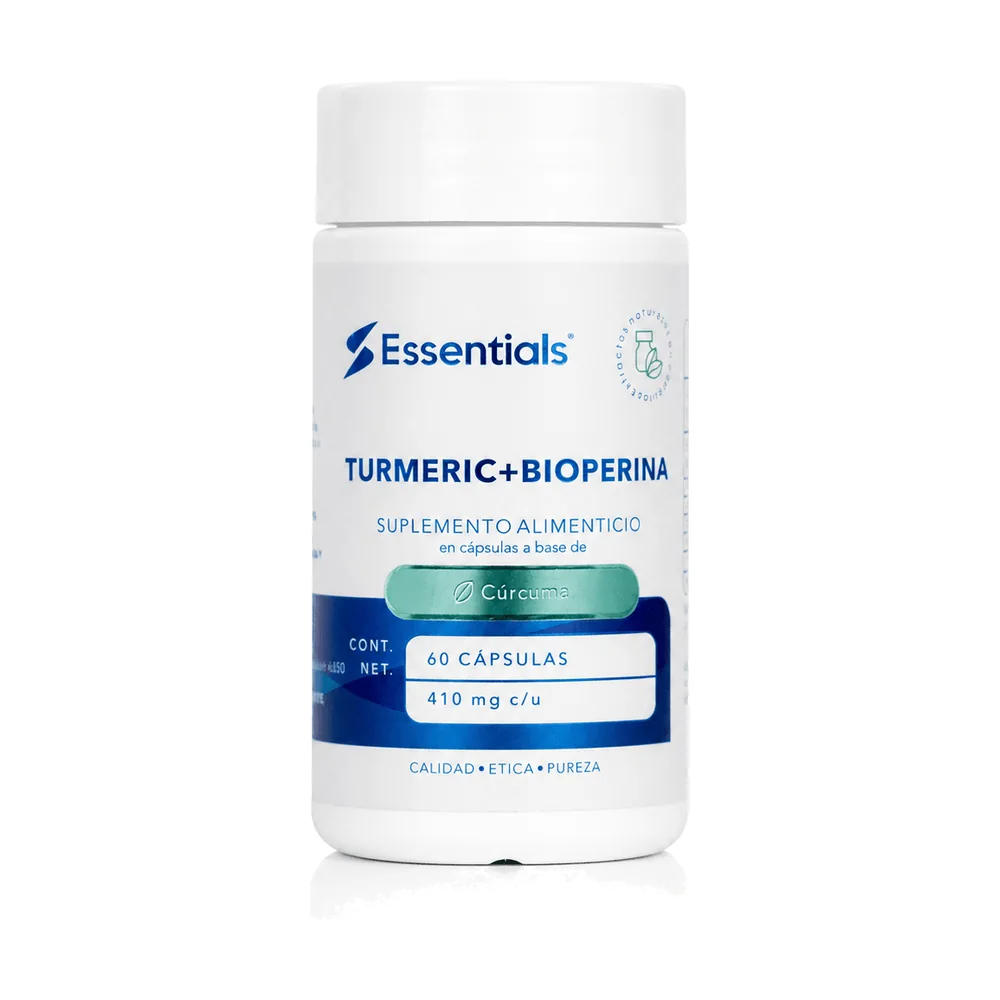 Essentials®
TURMERIC+BIOPERINA
SUPLEMENTO ALIMENTICIO
en cápsulas a base de
Cúrcuma
CONT.
NET.
60 CÁPSULAS
410 mg c/u
CALIDAD • ETICA • PUREZA